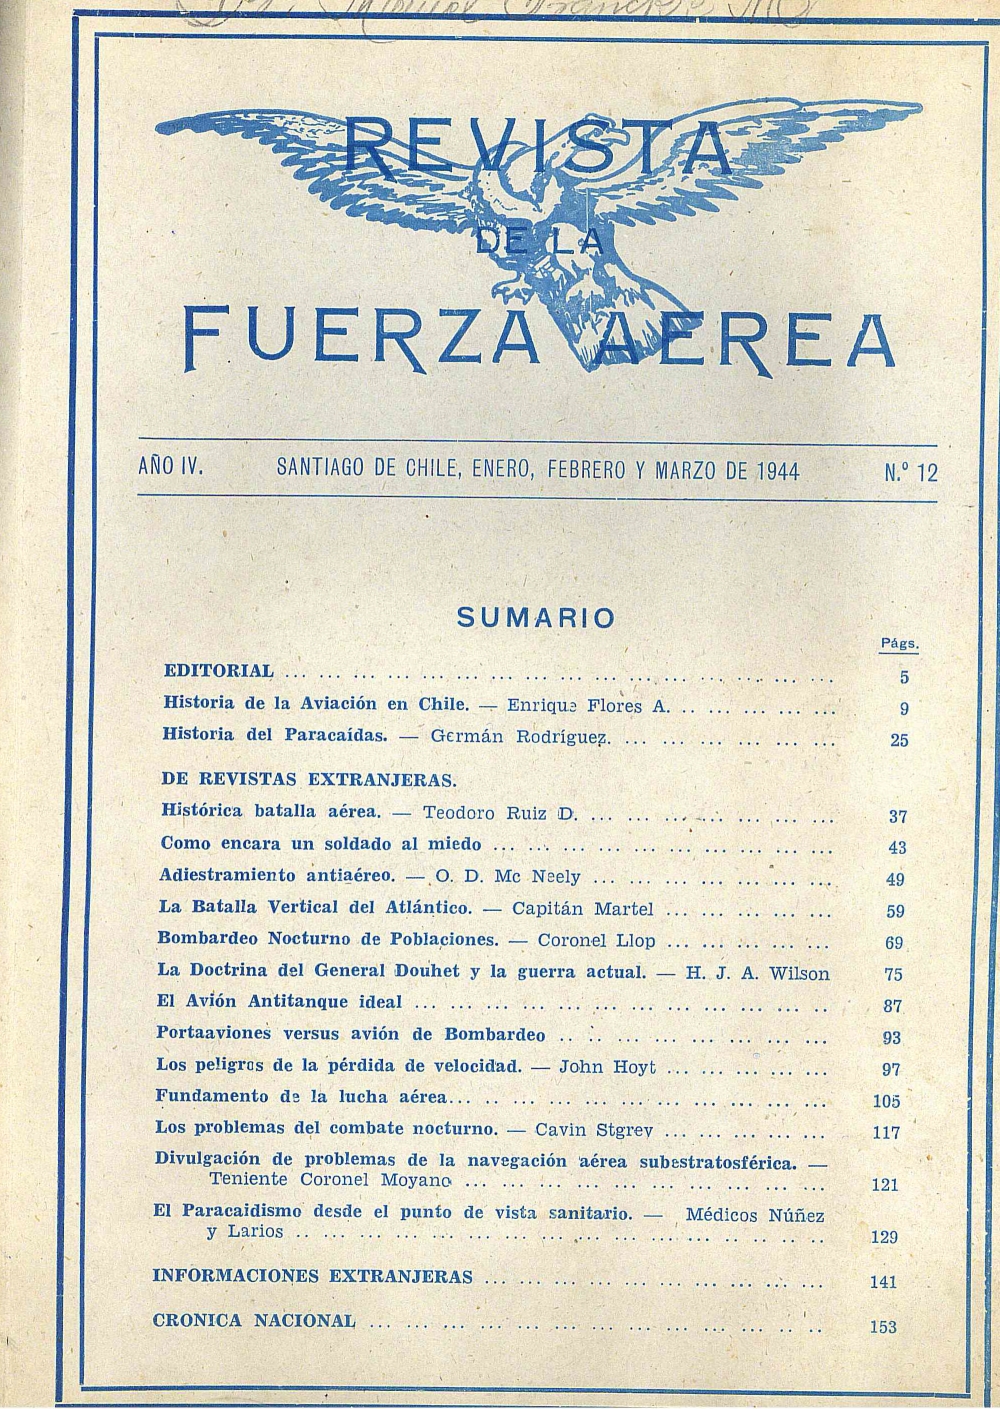 REVISTA
DE LA
FUERZA AEREA
AÑO IV. SANTIAGO DE CHILE, ENERO, FEBRERO Y MARZO DE 1944 N.º 12
SUMARIO
Págs.
EDITORIAL ... ... ... ... ... ... ... ... ... ... ... ... ... ... ... ... 5
Historia de la Aviación en Chile. — Enrique Flores A. .. ... ... ... ... 9
Historia del Paracaídas. — Germán Rodríguez. ... ... ... ... ... ... ... 25
DE REVISTAS EXTRANJERAS.
Histórica batalla aérea. — Teodoro Ruiz D. ... ... ... ... ... ... ... ... 37
Como encara un soldado al miedo ... ... ... ... ... ... ... ... ... ... 43
Adiestramiento antiaéreo. — O. D. Mc Neely ... ... ... ... ... ... ... 49
La Batalla Vertical del Atlántico. — Capitán Martel ... ... ... ... ... 59
Bombardeo Nocturno de Poblaciones. — Coronel Llop ... ... ... ... ... 69
La Doctrina del General Douhet y la guerra actual. — H. J. A. Wilson 75
El Avión Antitanque ideal ... ... ... ... ... ... ... ... ... ... ... .. 87
Portaaviones versus avión de Bombardeo .. .. ... ... ... ... ... ... ... 93
Los peligros de la pérdida de velocidad. — John Hoyt ... ... ... ... ... 97
Fundamento de la lucha aérea... .. ... ... ... ... ... ... ... ... ... ... 105
Los problemas del combate nocturno. — Cavin Stgrev ... ... ... ... ... 117
Divulgación de problemas de la navegación aérea subestratosférica. —
Teniente Coronel Moyano ... ... ... ... ... ... ... ... ... ... ... 121
El Paracaidismo desde el punto de vista sanitario. — Médicos Núñez
y Larios .. ... ... ... ... ... ... ... ... ... ... ... ... .. .. .. 129
INFORMACIONES EXTRANJERAS ... ... ... ... ... ... ... ... ... ... 141
CRONICA NACIONAL ... ... ... ... ... ... ... ... ... ... ... .. .. 153